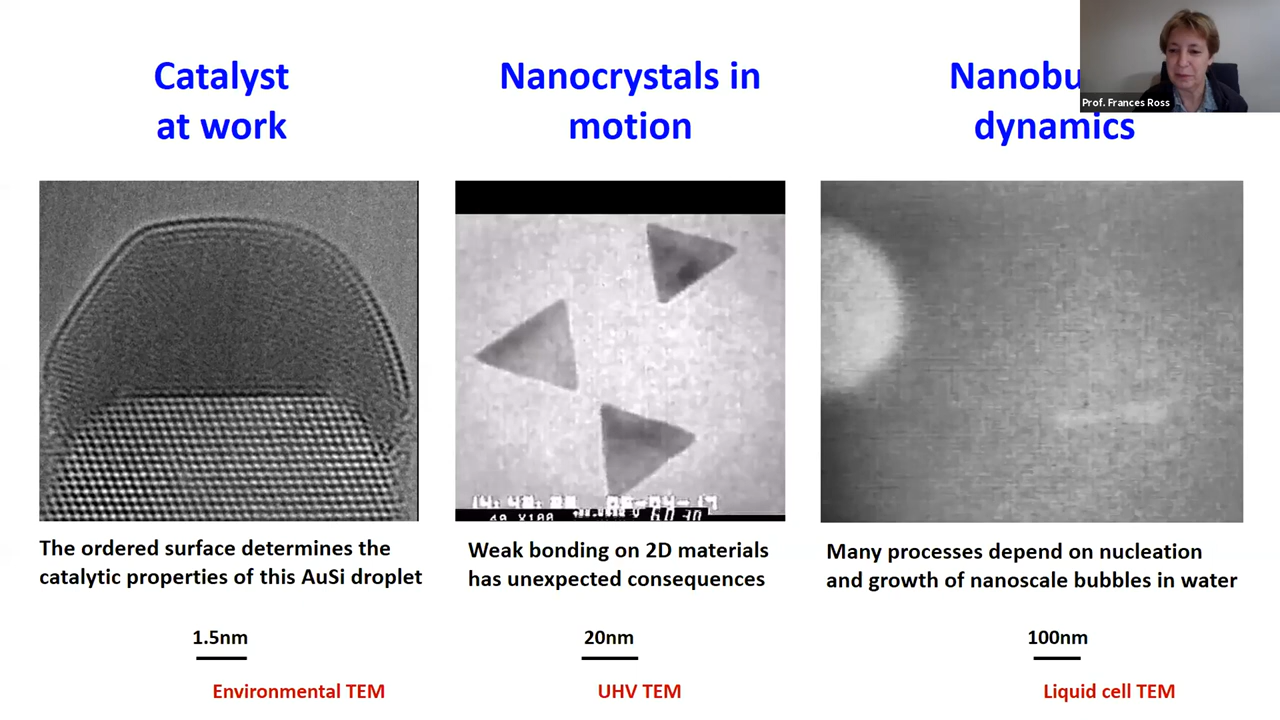 Catalyst
at work
Nanocrystals in
motion
Nanobu
dynamics
Prof. Frances Ross
The ordered surface determines the
catalytic properties of this AuSi droplet
Weak bonding on 2D materials
has unexpected consequences
Many processes depend on nucleation
and growth of nanoscale bubbles in water
1.5nm
20nm
100nm
Environmental TEM
UHV TEM
Liquid cell TEM